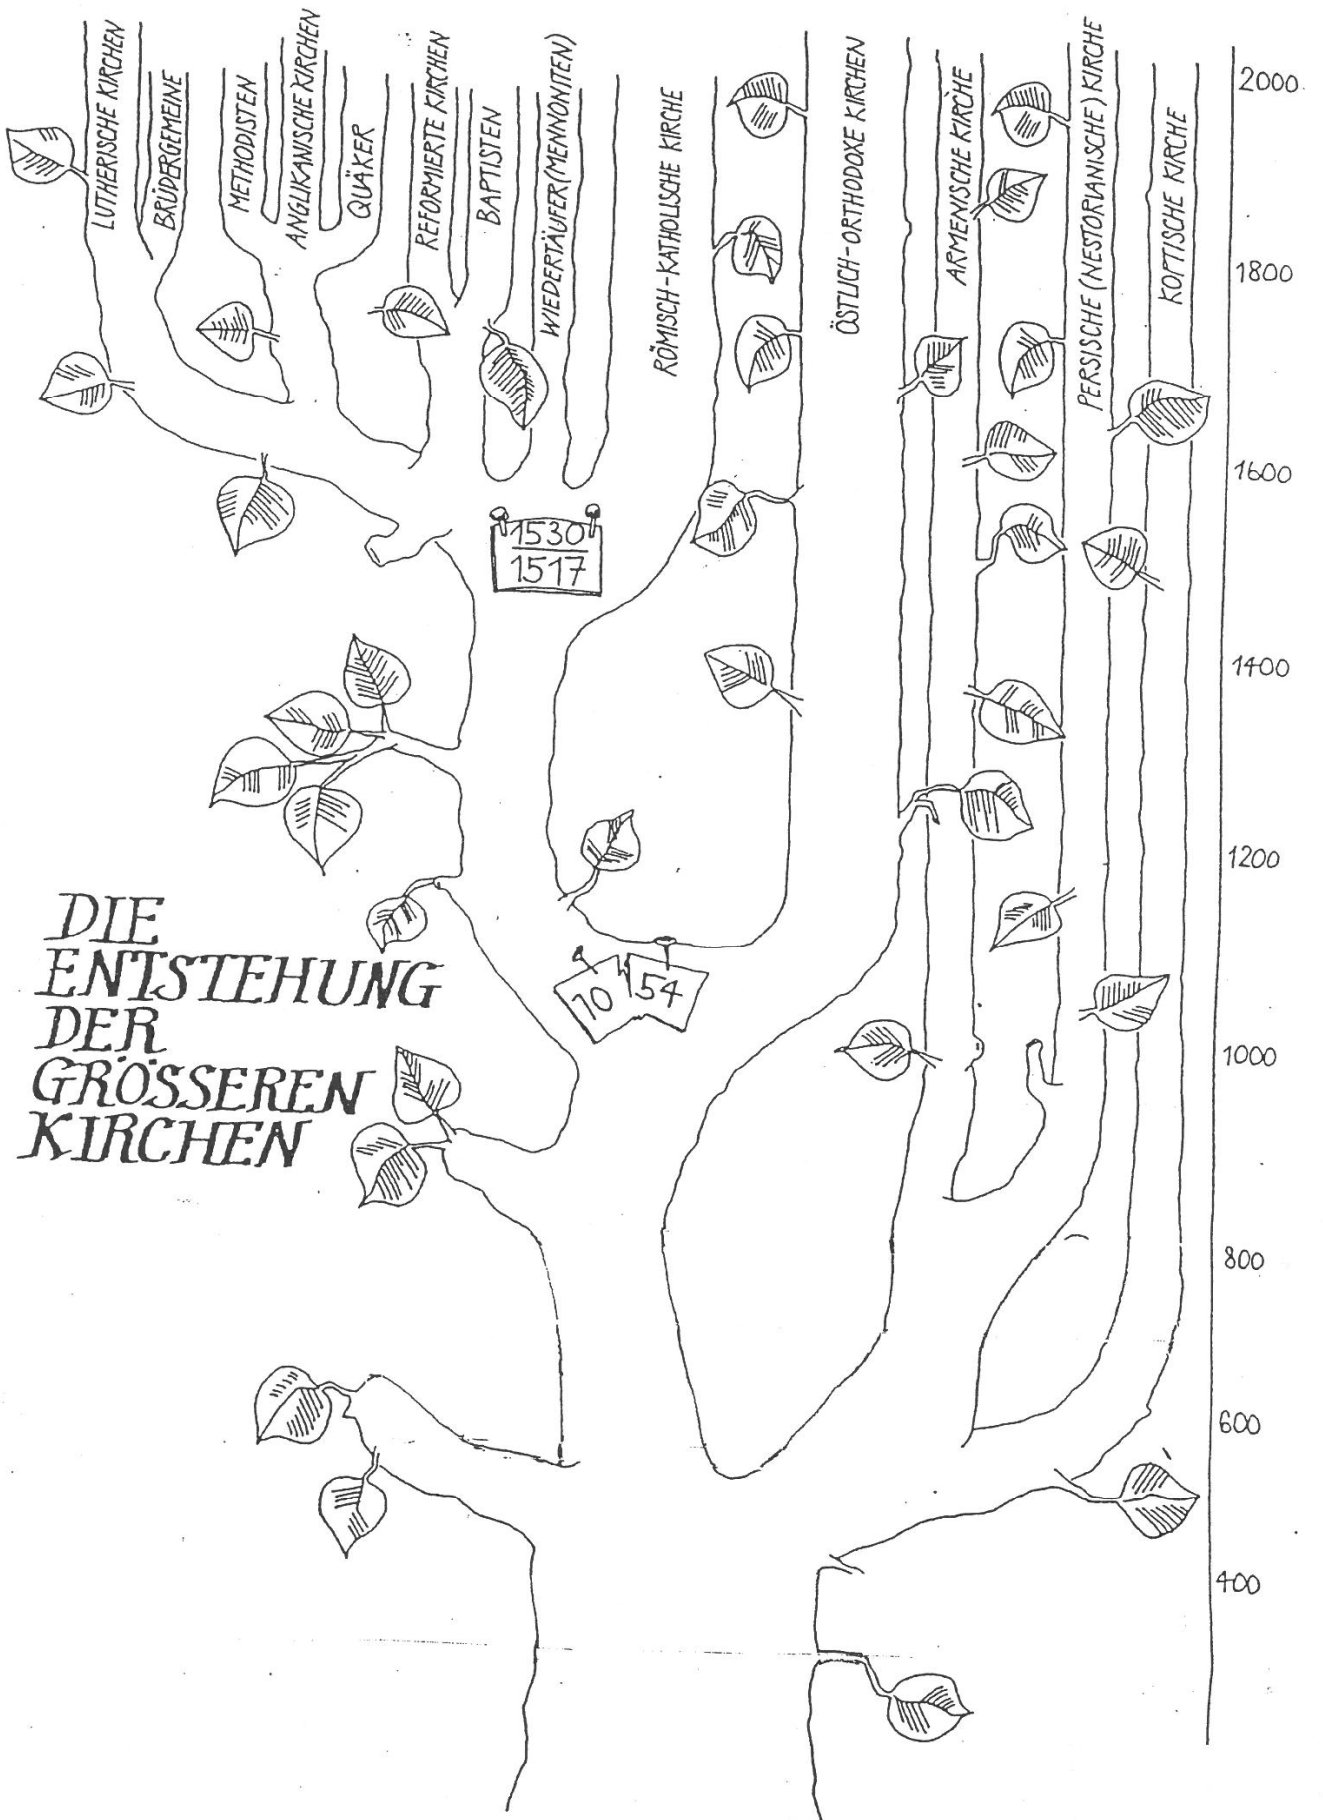 LUTHERISCHE KIRCHEN
BRÜDERGEMEINE
METHODISTEN
ANGLIKANISCHE KIRCHEN
QUÄKER
REFORMIERTE KIRCHEN
BAPTISTEN
WIEDERTÄUFER (MENNONITEN)
RÖMISCH-KATHOLISCHE KIRCHE
ÖSTLICH-ORTHODOXE KIRCHEN
ARMENISCHE KIRCHE
PERSISCHE (NESTORIANISCHE) KIRCHE
KOPTISCHE KIRCHE
2000
1800
1600
1400
1200
1000
800
600
400
1530
1517
10 54
DIE
ENTSTEHUNG
DER
GRÖSSEREN
KIRCHEN